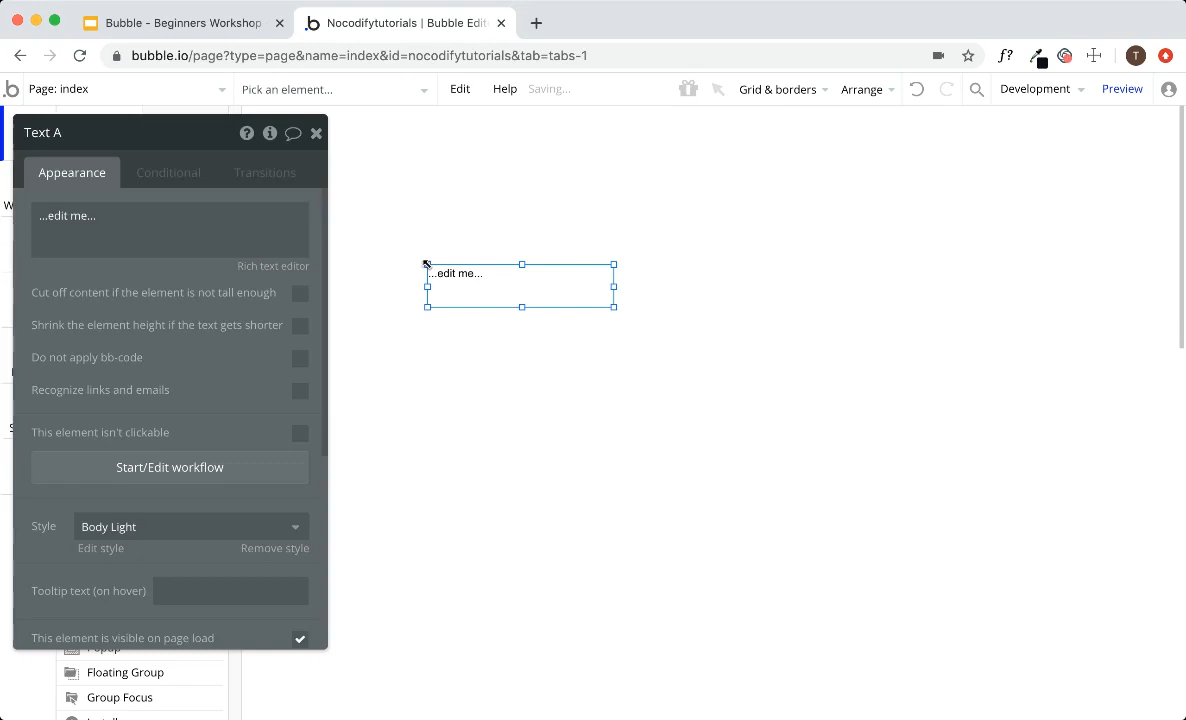 Bubble - Beginners Workshop
Nocodifytutorials | Bubble Edit
bubble.io/page?type=page&name=index&id=nocodifytutorials&tab=tabs-1
f?
T
b
Page: index
Pick an element...
Edit
Help
Saving...
Grid & borders
Arrange
Development
Preview
Text A
Appearance
Conditional
Transitions
...edit me...
Rich text editor
Cut off content if the element is not tall enough
Shrink the element height if the text gets shorter
Do not apply bb-code
Recognize links and emails
This element isn't clickable
Start/Edit workflow
Style
Body Light
Edit style
Remove style
Tooltip text (on hover)
This element is visible on page load
...edit me...
Popup
Floating Group
Group Focus